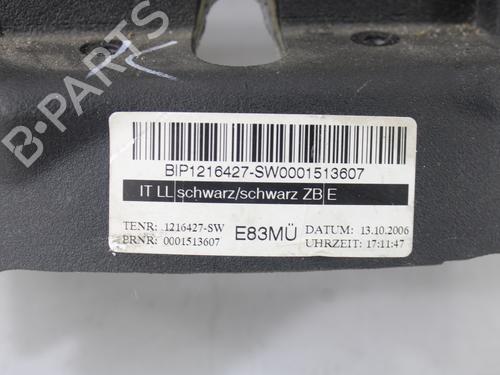 B-PARTS
BIP1216427-SW0001513607
IT LL schwarz/schwarz ZB E
TENR: 1216427-SW
PRNR: 0001513607
E83MÜ
DATUM: 13.10.2006
UHRZEIT: 17:11:47